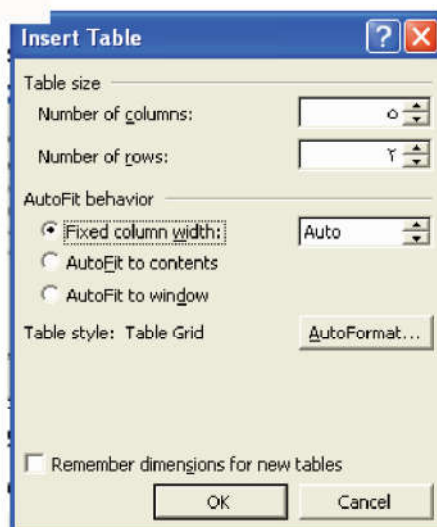 Insert Table
Table size
Number of columns: ٥
Number of rows: ٢
AutoFit behavior
Fixed column width: Auto
AutoFit to contents
AutoFit to window
Table style: Table Grid AutoFormat...
Remember dimensions for new tables
OK Cancel